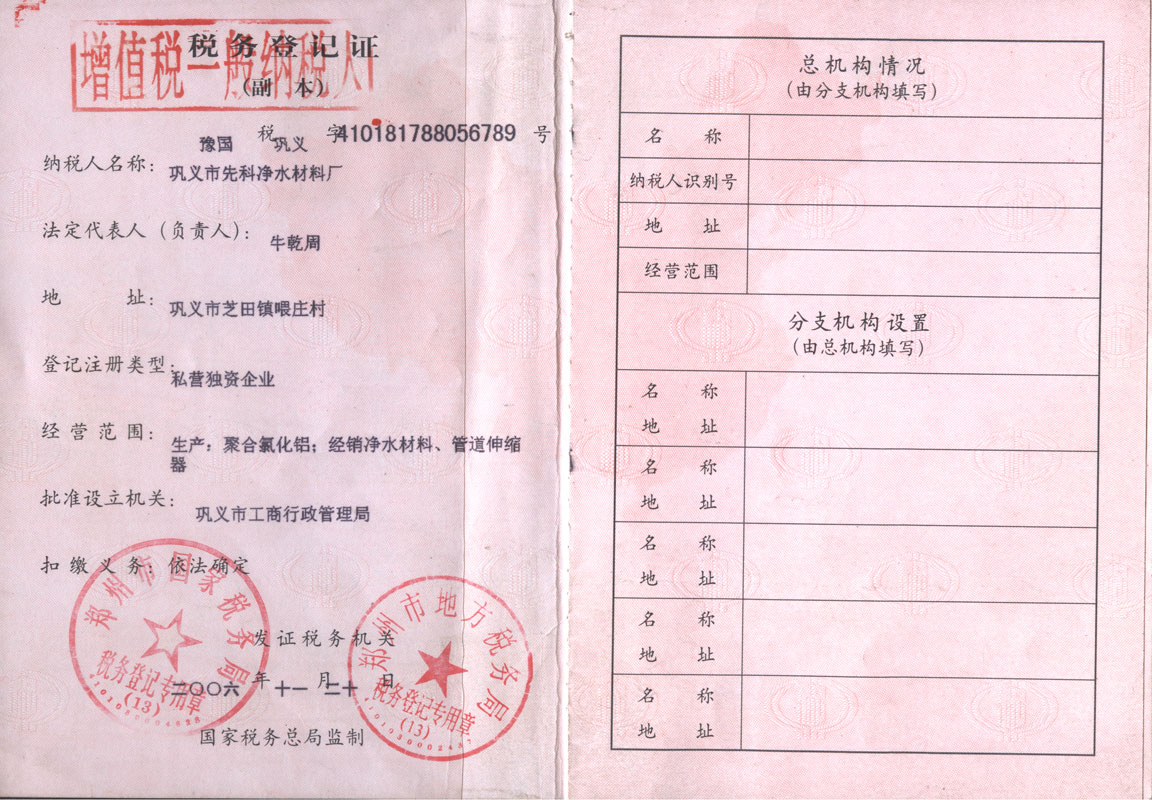 税务登记证
增值税一般纳税人
(副 本)
豫国 税 巩义 字410181788056789 号
纳税人名称: 巩义市先科净水材料厂
法定代表人(负责人): 牛乾周
地 址: 巩义市芝田镇喂庄村
登记注册类型: 私营独资企业
经营范围: 生产:聚合氯化铝;经销净水材料、管道伸缩
器
批准设立机关: 巩义市工商行政管理局
扣缴义务: 依法确定
郑州市国家税务局
税务登记专用章
(13)
郑州市地方税务局
税务登记专用章
(13)
发证税务机关
二〇〇六 年 十一 月 二十 日
国家税务总局监制
总机构情况
(由分支机构填写)
名 称
纳税人识别号
地 址
经营范围
分支机构设置
(由总机构填写)
名 称
地 址
名 称
地 址
名 称
地 址
名 称
地 址
名 称
地 址